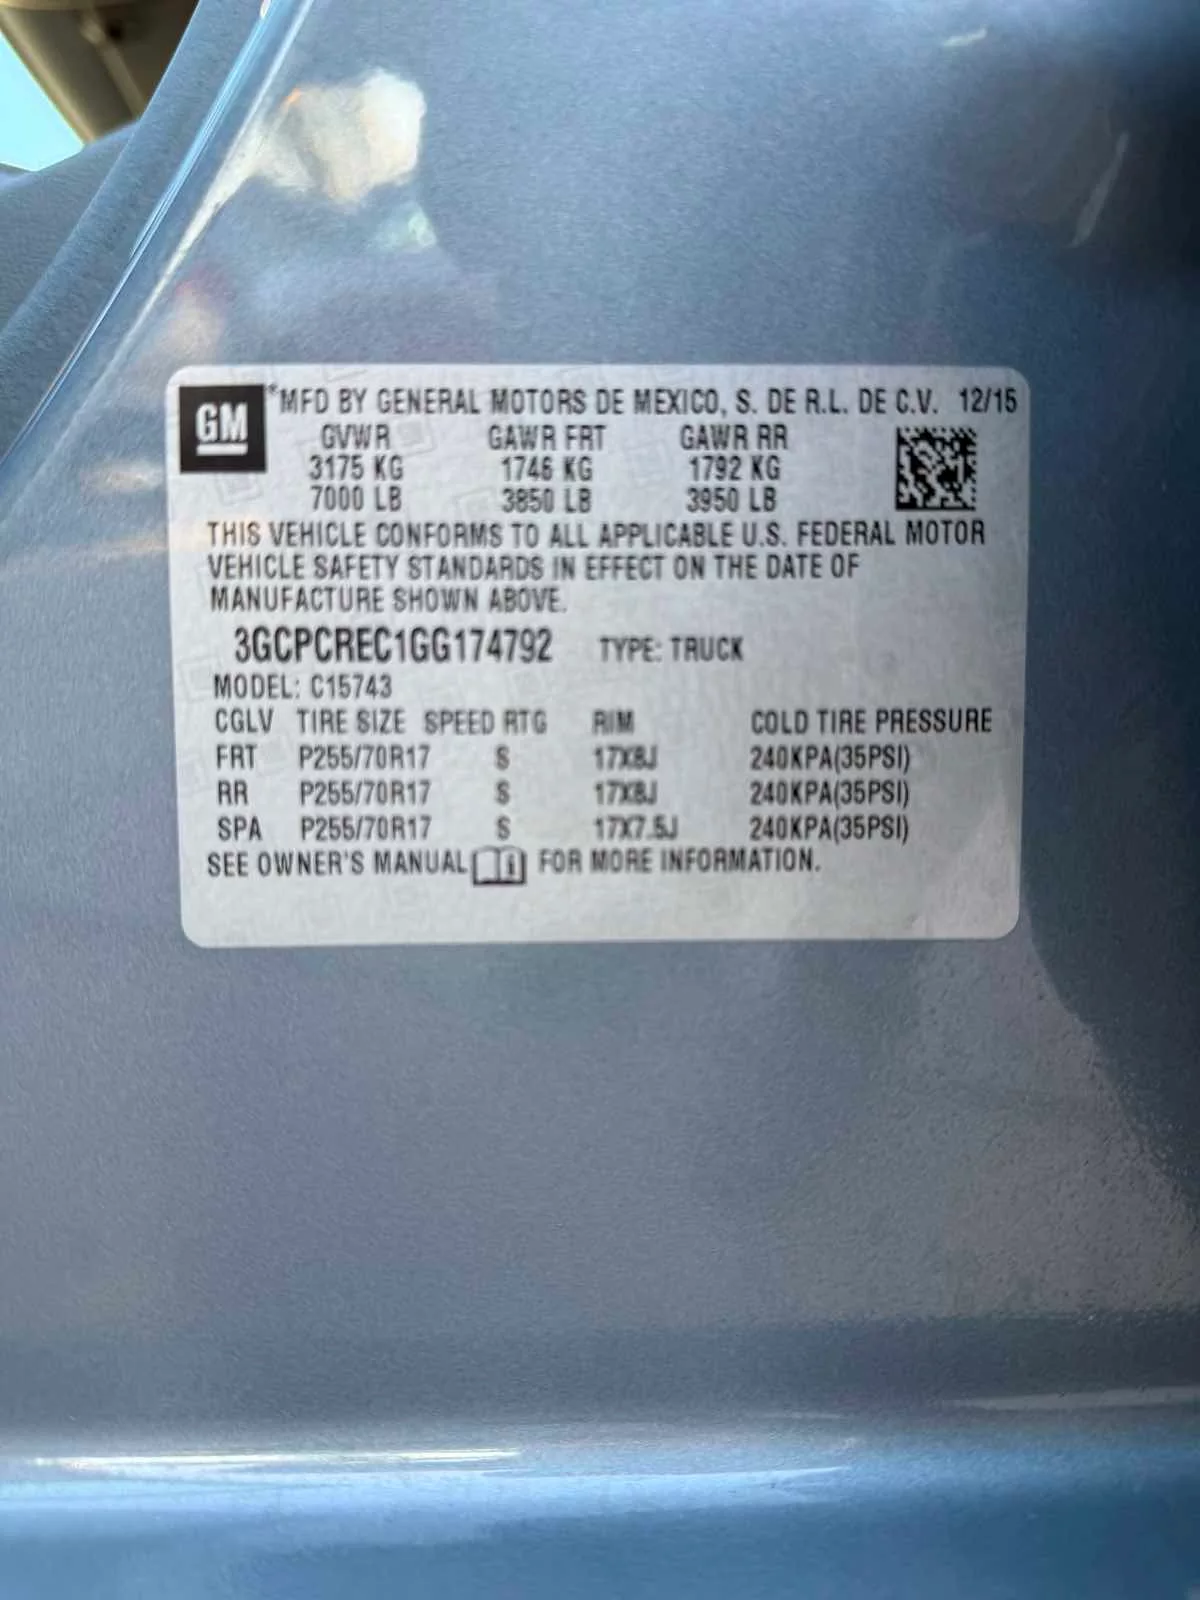 GM
*MFD BY GENERAL MOTORS DE MEXICO, S. DE R.L. DE C.V. 12/15
GVWR GAWR FRT GAWR RR
3175 KG 1746 KG 1792 KG
7000 LB 3850 LB 3950 LB
THIS VEHICLE CONFORMS TO ALL APPLICABLE U.S. FEDERAL MOTOR
VEHICLE SAFETY STANDARDS IN EFFECT ON THE DATE OF
MANUFACTURE SHOWN ABOVE.
3GCPCREC1GG174792 TYPE: TRUCK
MODEL: C15743
CGLV TIRE SIZE SPEED RTG RIM COLD TIRE PRESSURE
FRT P255/70R17 S 17X8J 240KPA(35PSI)
RR P255/70R17 S 17X8J 240KPA(35PSI)
SPA P255/70R17 S 17X7.5J 240KPA(35PSI)
SEE OWNER'S MANUAL FOR MORE INFORMATION.